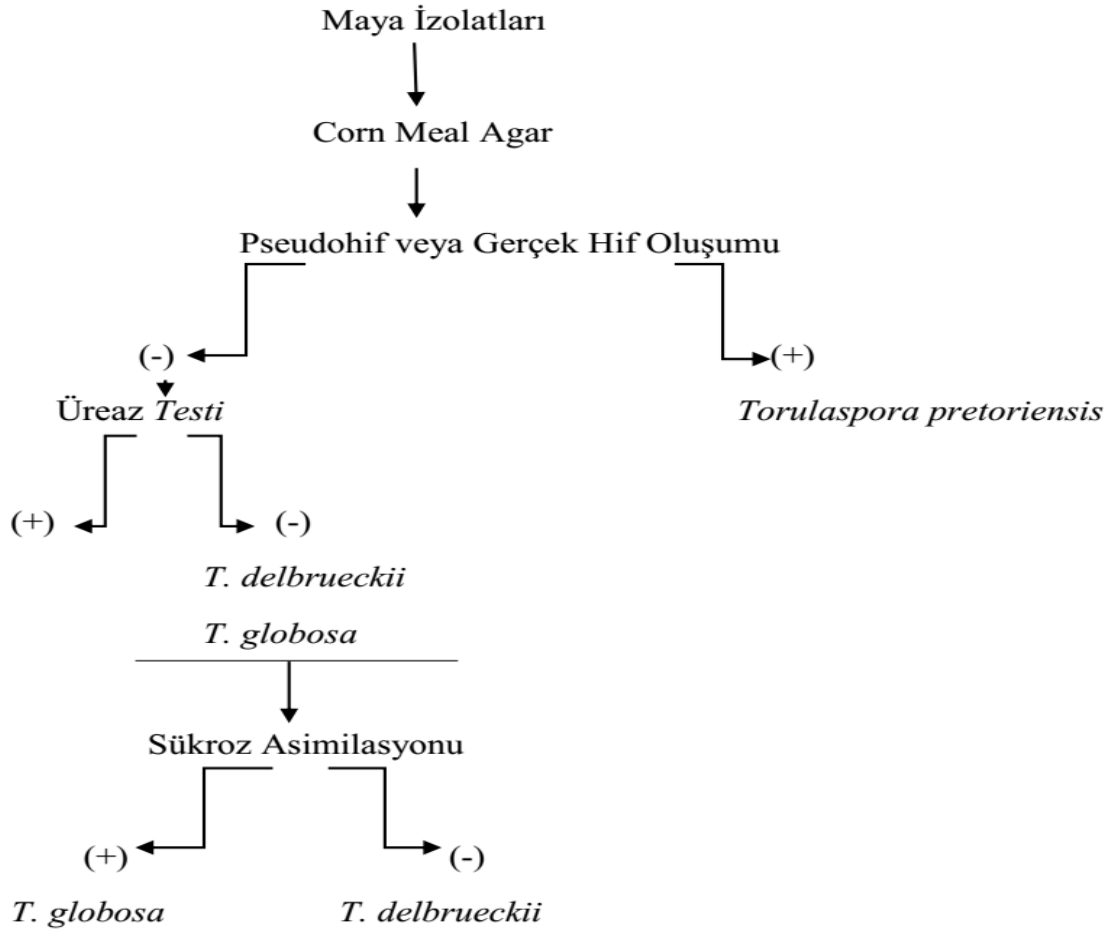 Maya İzolatları
Corn Meal Agar
Pseudohif veya Gerçek Hif Oluşumu
(-) (+)
Üreaz Testi Torulaspora pretoriensis
(+) (-)
T. delbrueckii
T. globosa
Sükroz Asimilasyonu
(+) (-)
T. globosa T. delbrueckii